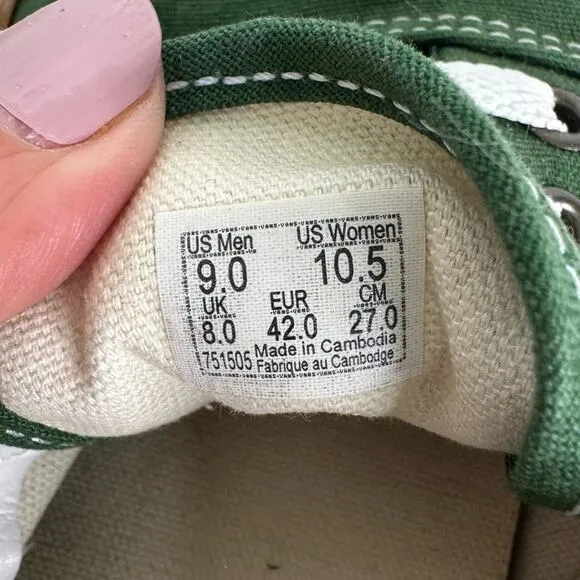 US Men US Women
9.0 10.5
UK EUR CM
8.0 42.0 27.0
751505 Made in Cambodia
Fabrique au Cambodge